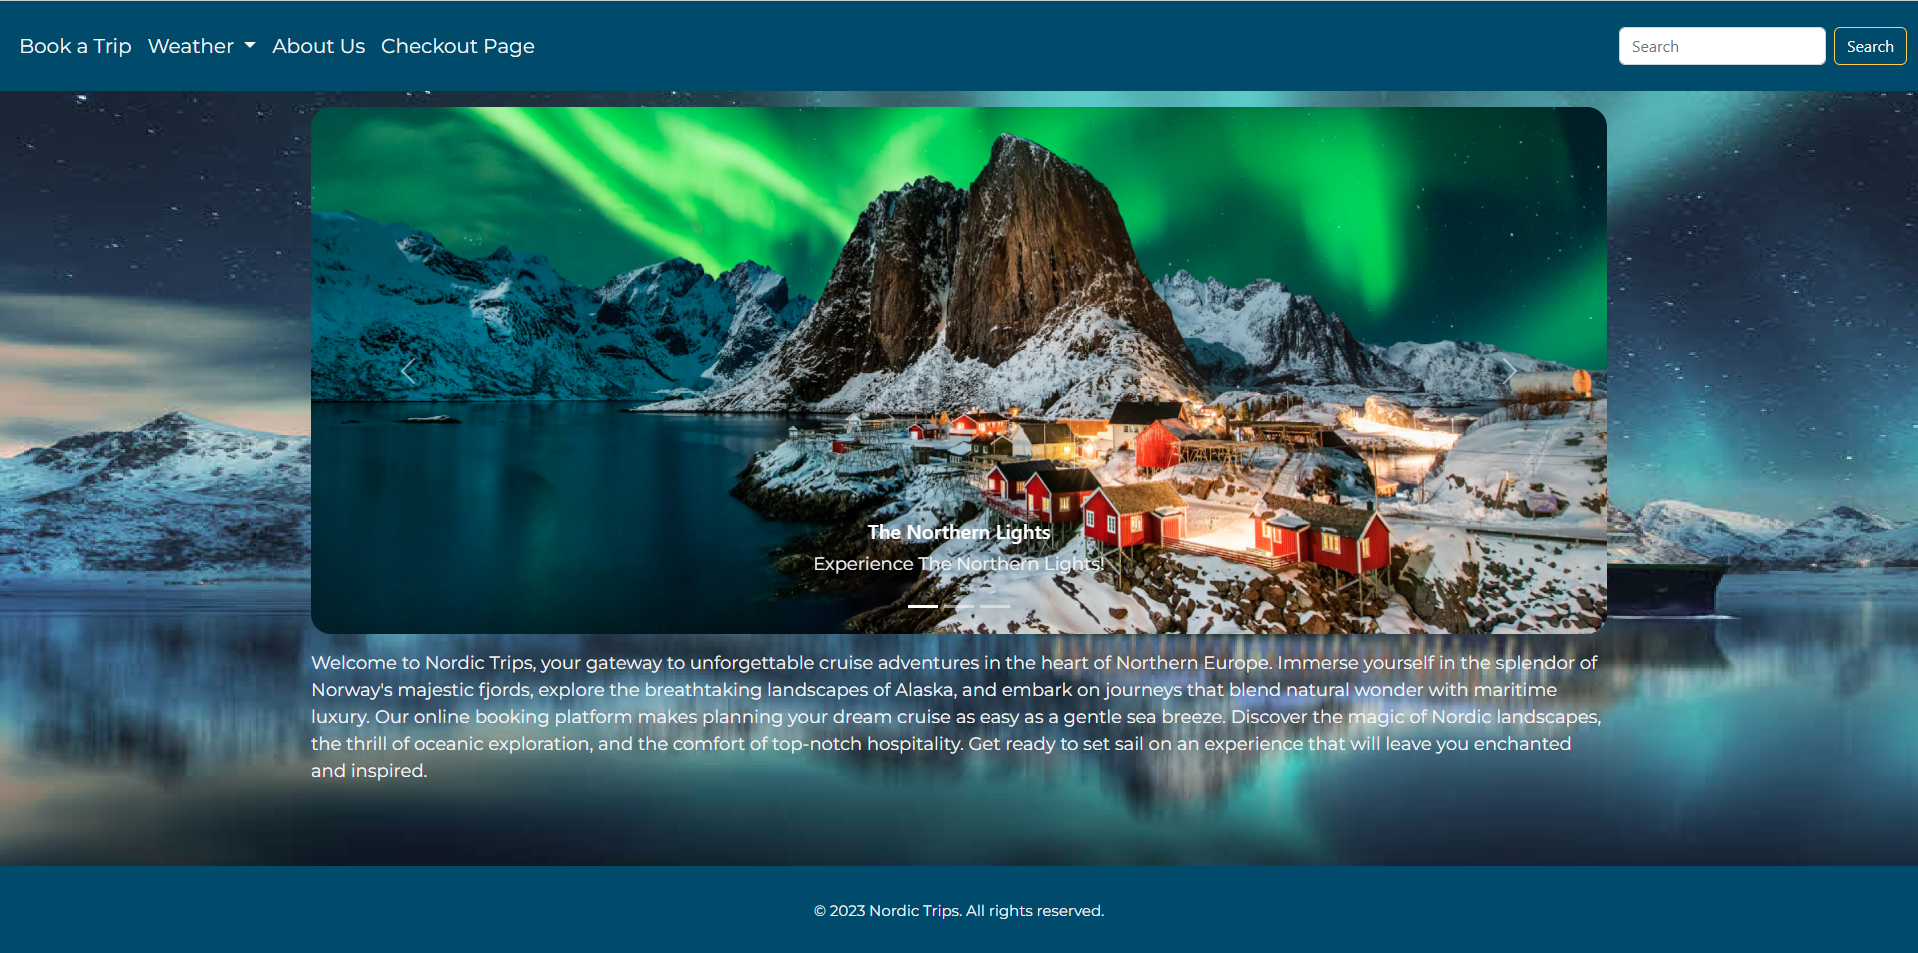 Book a Trip Weather About Us Checkout Page Search Search
The Northern Lights
Experience The Northern Lights!
Welcome to Nordic Trips, your gateway to unforgettable cruise adventures in the heart of Northern Europe. Immerse yourself in the splendor of
Norway's majestic fjords, explore the breathtaking landscapes of Alaska, and embark on journeys that blend natural wonder with maritime
luxury. Our online booking platform makes planning your dream cruise as easy as a gentle sea breeze. Discover the magic of Nordic landscapes,
the thrill of oceanic exploration, and the comfort of top-notch hospitality. Get ready to set sail on an experience that will leave you enchanted
and inspired.
© 2023 Nordic Trips. All rights reserved.